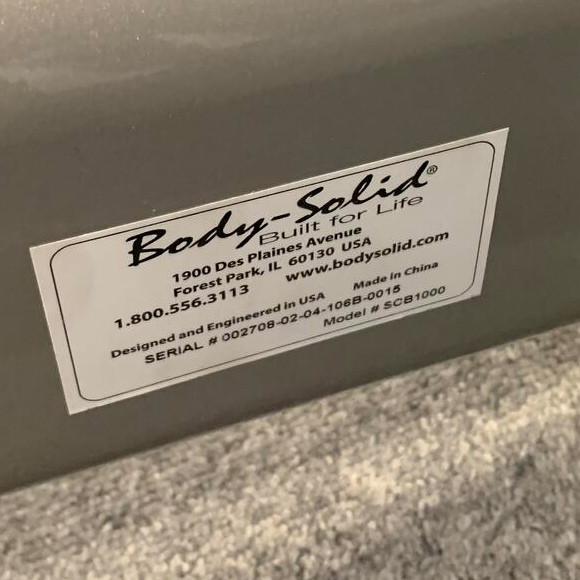 Body-Solid®
Built for Life
1900 Des Plaines Avenue
Forest Park, IL 60130 USA
1.800.556.3113 www.bodysolid.com
Designed and Engineered in USA Made in China
SERIAL # 002708-02-04-106B-0015
Model # SCB1000